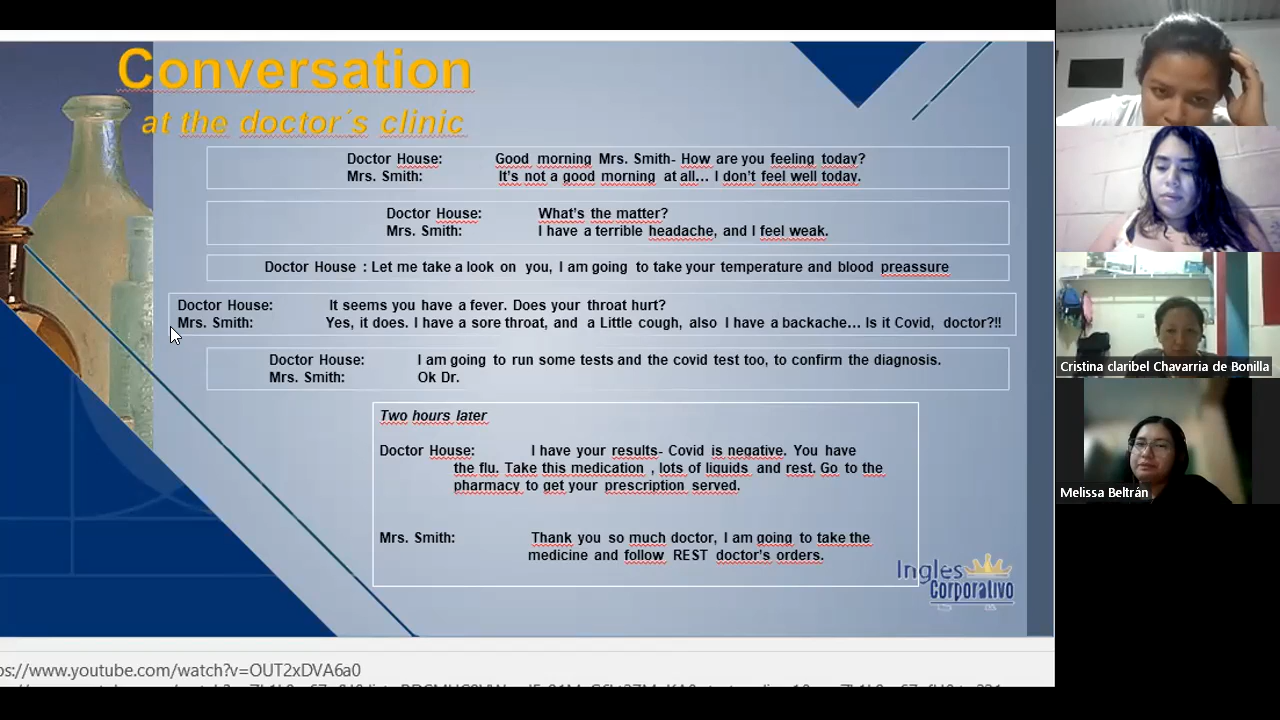 Conversation
at the doctor´s clinic
Doctor House: Good morning Mrs. Smith- How are you feeling today?
Mrs. Smith: It's not a good morning at all... I don't feel well today.
Doctor House: What's the matter?
Mrs. Smith: I have a terrible headache, and I feel weak.
Doctor House : Let me take a look on you, I am going to take your temperature and blood preassure
Doctor House: It seems you have a fever. Does your throat hurt?
Mrs. Smith: Yes, it does. I have a sore throat, and a Little cough, also I have a backache... Is it Covid, doctor?!!
Doctor House: I am going to run some tests and the covid test too, to confirm the diagnosis.
Mrs. Smith: Ok Dr.
Two hours later
Doctor House: I have your results- Covid is negative. You have
the flu. Take this medication , lots of liquids and rest. Go to the
pharmacy to get your prescription served.
Mrs. Smith: Thank you so much doctor, I am going to take the
medicine and follow REST doctor's orders.
Ingles
Corporativo
ps://www.youtube.com/watch?v=OUT2xDVA6a0
Cristina claribel Chavarria de Bonilla
Melissa Beltrán